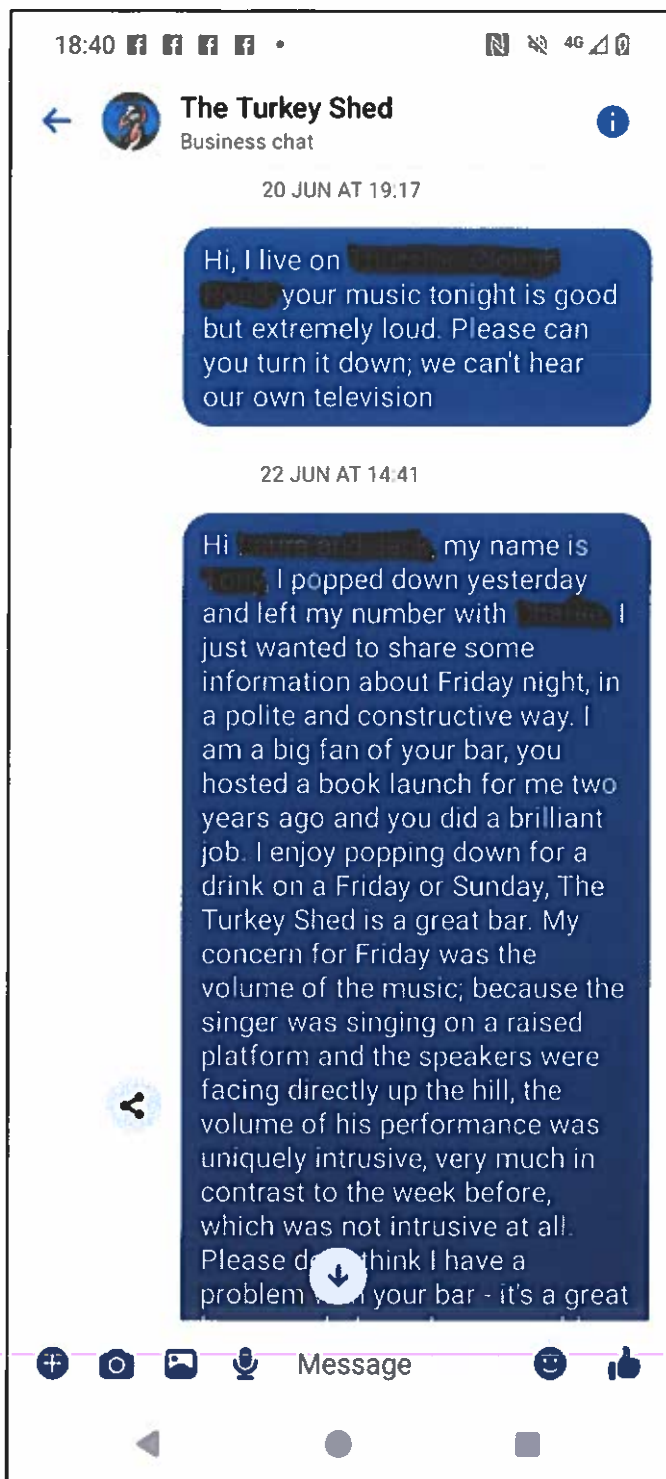 18:40
4G
The Turkey Shed
Business chat
20 JUN AT 19:17
Hi, I live on
your music tonight is good
but extremely loud. Please can
you turn it down; we can't hear
our own television
22 JUN AT 14:41
Hi , my name is
, I popped down yesterday
and left my number with I
just wanted to share some
information about Friday night, in
a polite and constructive way. I
am a big fan of your bar, you
hosted a book launch for me two
years ago and you did a brilliant
job. I enjoy popping down for a
drink on a Friday or Sunday, The
Turkey Shed is a great bar. My
concern for Friday was the
volume of the music; because the
singer was singing on a raised
platform and the speakers were
facing directly up the hill, the
volume of his performance was
uniquely intrusive, very much in
contrast to the week before,
which was not intrusive at all.
Please think I have a
problem your bar - it's a great
Message